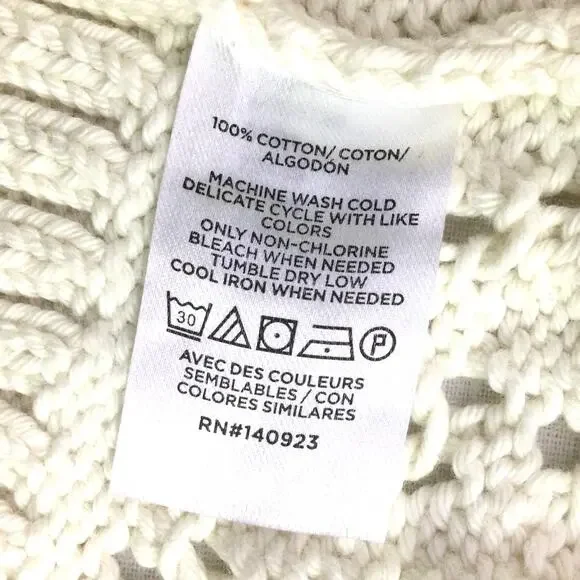 100% COTTON/ COTON/
ALGODÓN
MACHINE WASH COLD
DELICATE CYCLE WITH LIKE
COLORS
ONLY NON-CHLORINE
BLEACH WHEN NEEDED
TUMBLE DRY LOW
COOL IRON WHEN NEEDED
30 P
AVEC DES COULEURS
SEMBLABLES / CON
COLORES SIMILARES
RN#140923